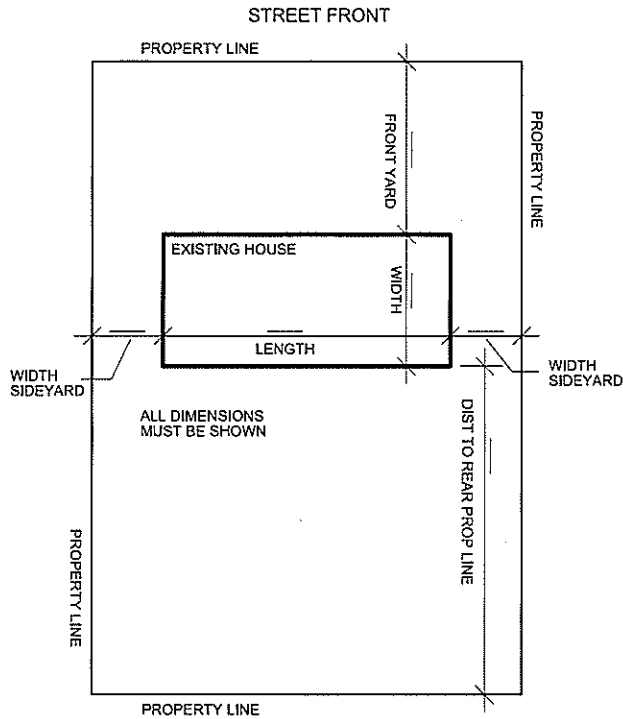 STREET FRONT
PROPERTY LINE
FRONT YARD
PROPERTY LINE
EXISTING HOUSE
WIDTH
LENGTH
WIDTH
SIDEYARD
WIDTH
SIDEYARD
ALL DIMENSIONS
MUST BE SHOWN
DIST TO REAR PROP LINE
PROPERTY LINE
PROPERTY LINE